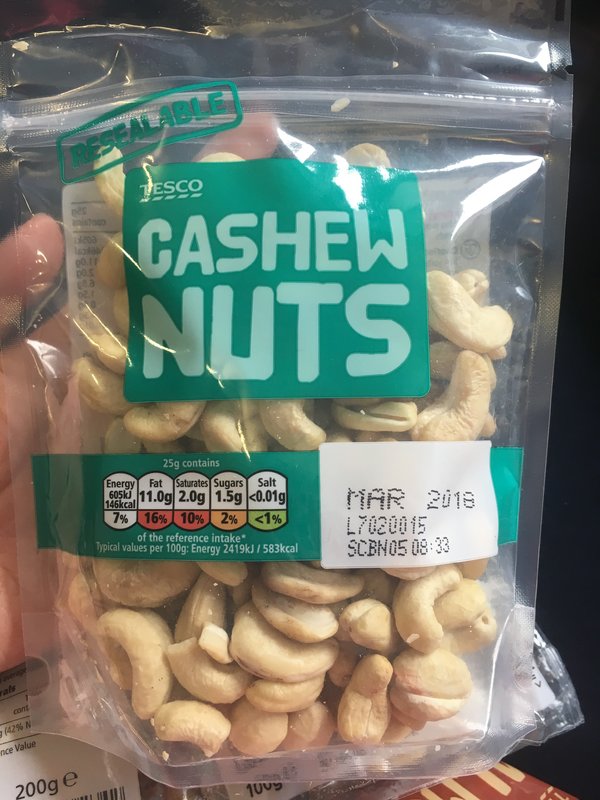 RESEALABLE
TESCO
CASHEW
NUTS
25g contains
Energy Fat Saturates Sugars Salt
605kJ
146kcal 11.0g 2.0g 1.5g <0.01g
7% 16% 10% 2% <1%
of the reference intake*
Typical values per 100g: Energy 2419kJ / 583kcal
MAR 2018
L7020015
SCBN05 08:33
200g e
100g